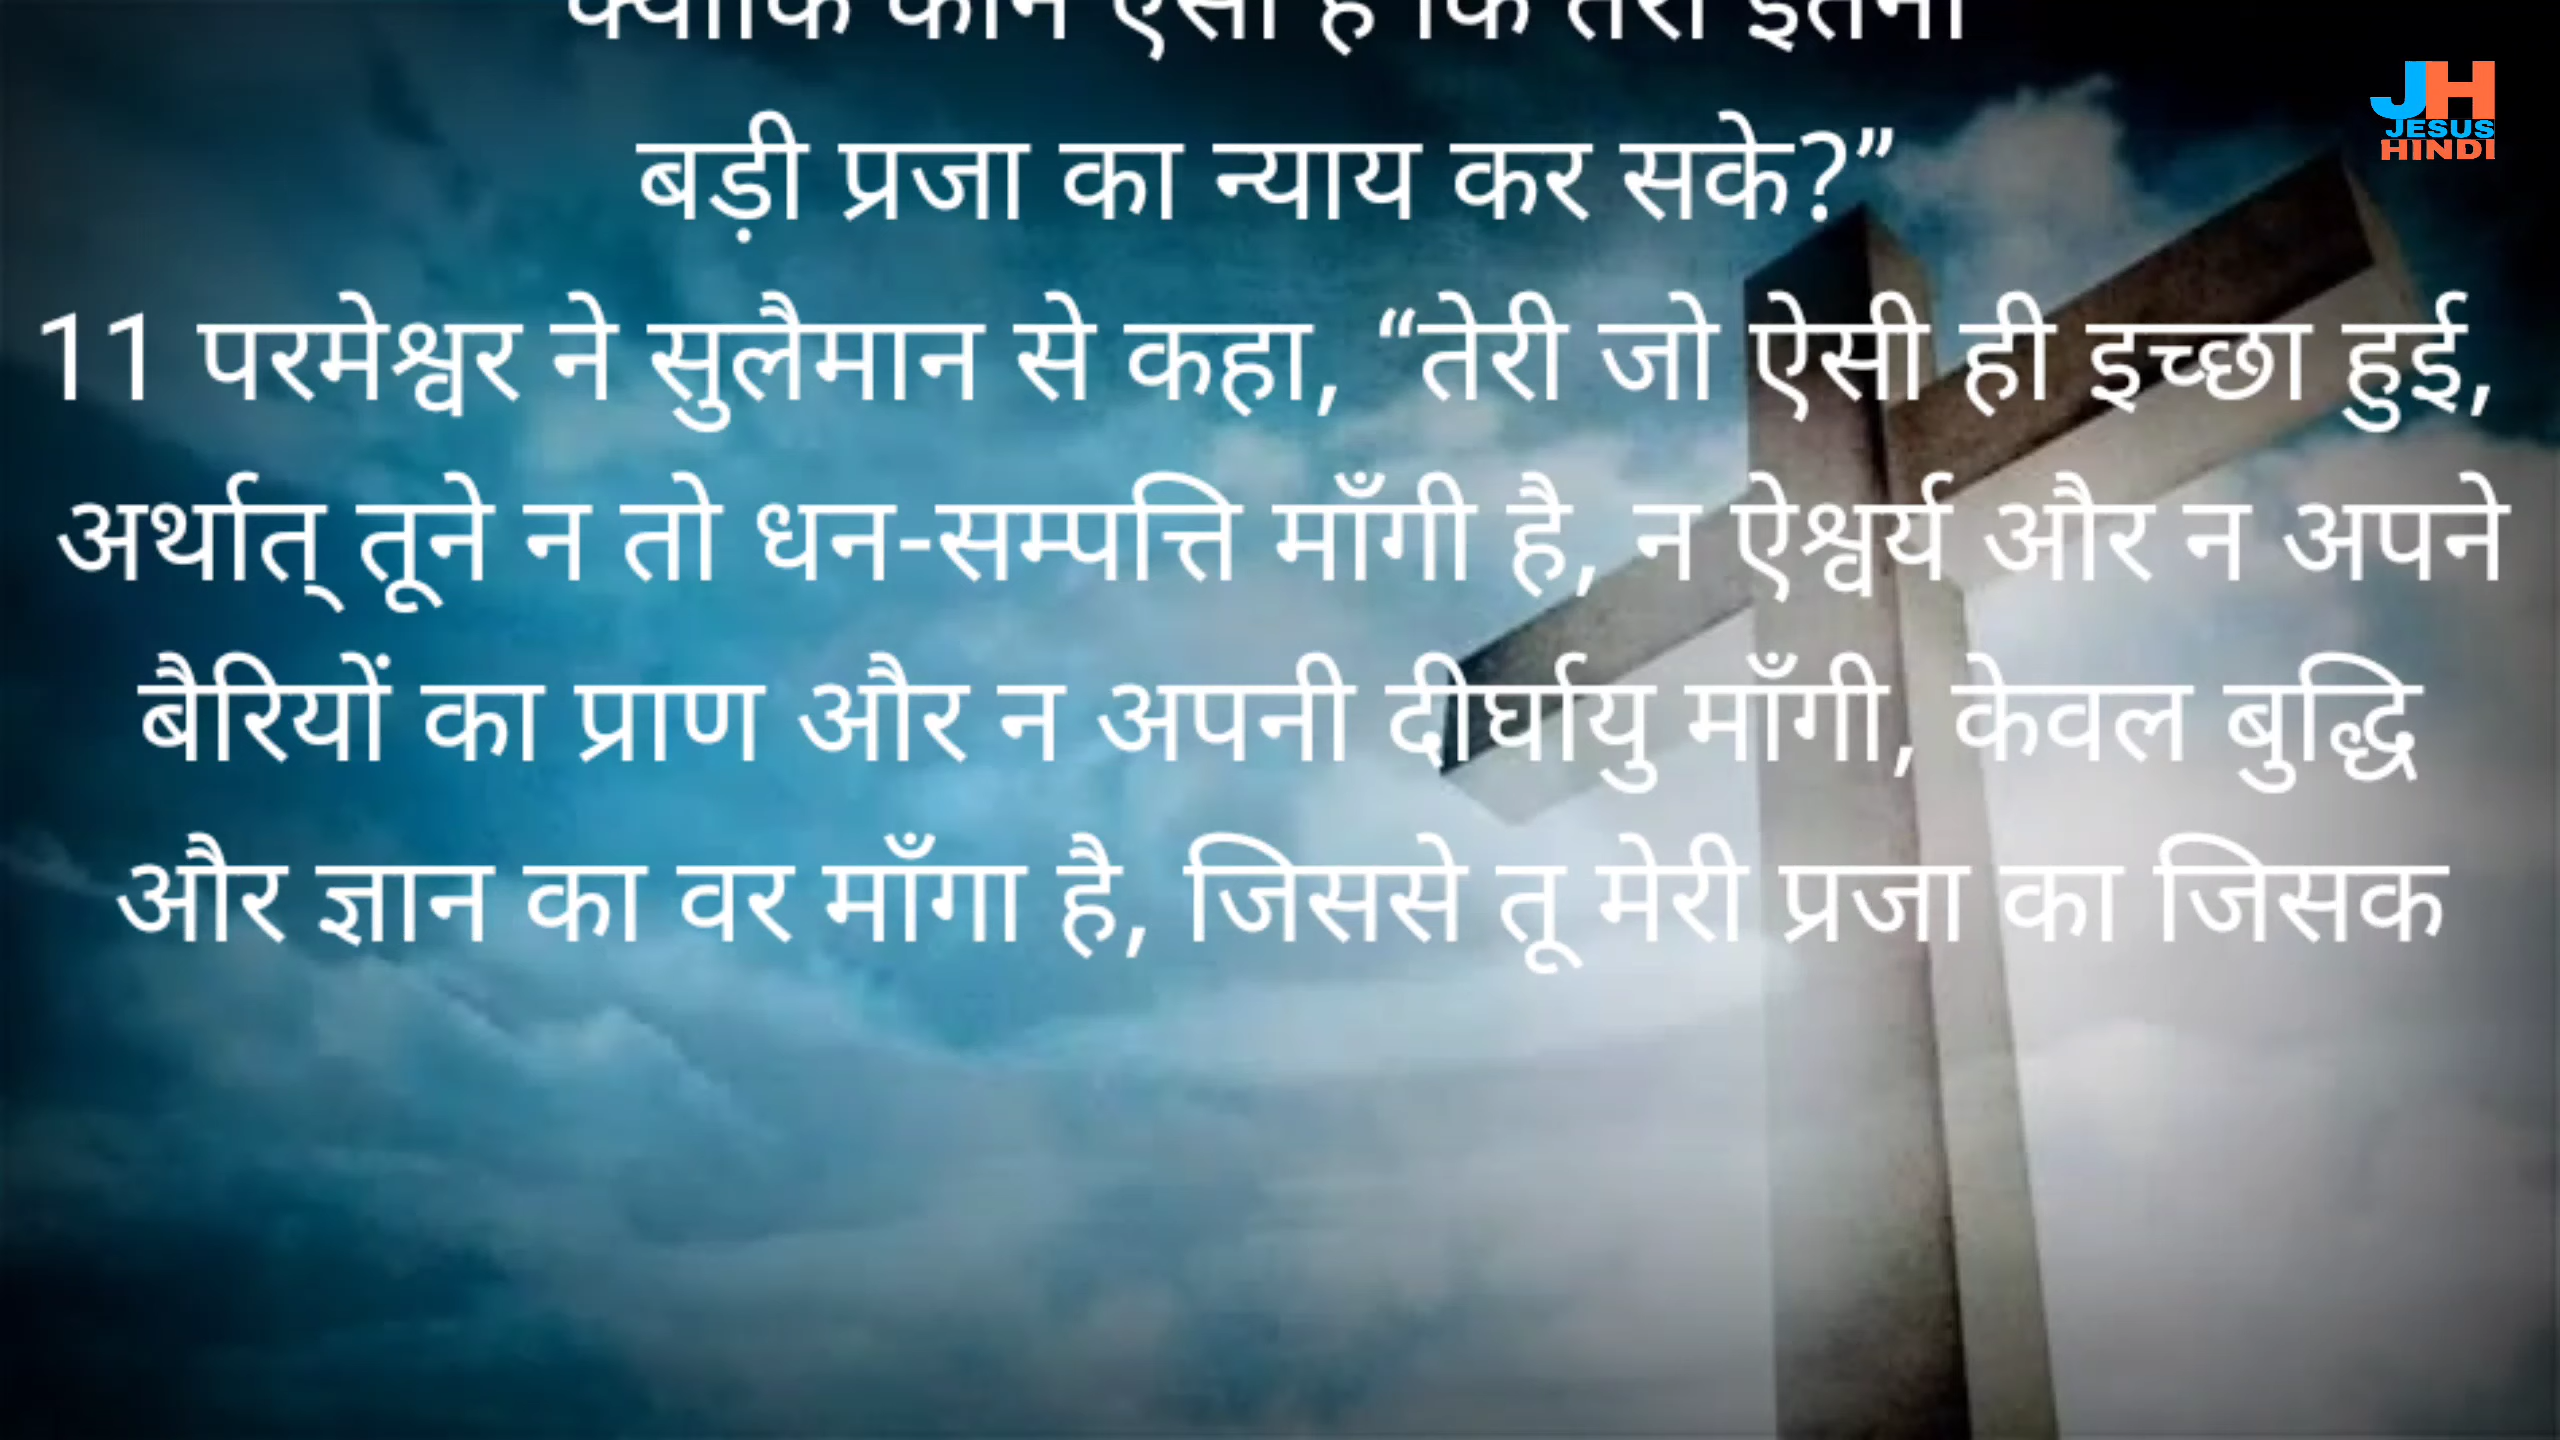 क्योंकि कौन ऐसा है कि तेरी इतनी
बड़ी प्रजा का न्याय कर सके?”
11 परमेश्वर ने सुलैमान से कहा, “तेरी जो ऐसी ही इच्छा हुई,
अर्थात् तूने न तो धन-सम्पत्ति माँगी है, न ऐश्वर्य और न अपने
बैरियों का प्राण और न अपनी दीर्घायु माँगी, केवल बुद्धि
और ज्ञान का वर माँगा है, जिससे तू मेरी प्रजा का जिसक
JH
JESUS
HINDI